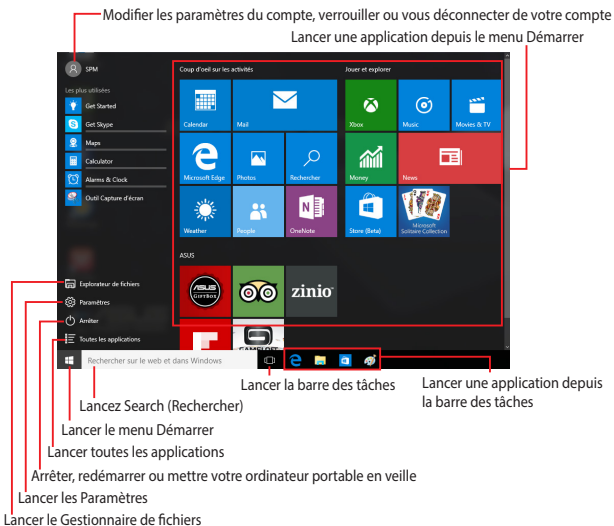 Modifier les paramètres du compte, verrouiller ou vous déconnecter de votre compte
Lancer une application depuis le menu Démarrer
SPM
Les plus utilisées
Get Started
Get Skype
Maps
Calculator
Alarms & Clock
Outil Capture d'écran
Explorateur de fichiers
Paramètres
Arrêter
Toutes les applications
Coup d'oeil sur les activités
Jouer et explorer
Calendar
Mail
Xbox
Music
Movies & TV
Microsoft Edge
Photos
Rechercher
Money
News
Weather
People
OneNote
Store (Beta)
Microsoft
Solitaire Collection
ASUS
ASUS
GIFTBOX
zinio
GAMELOFT
Rechercher sur le web et dans Windows
Lancer la barre des tâches
Lancer une application depuis
la barre des tâches
Lancez Search (Rechercher)
Lancer le menu Démarrer
Lancer toutes les applications
Arrêter, redémarrer ou mettre votre ordinateur portable en veille
Lancer les Paramètres
Lancer le Gestionnaire de fichiers